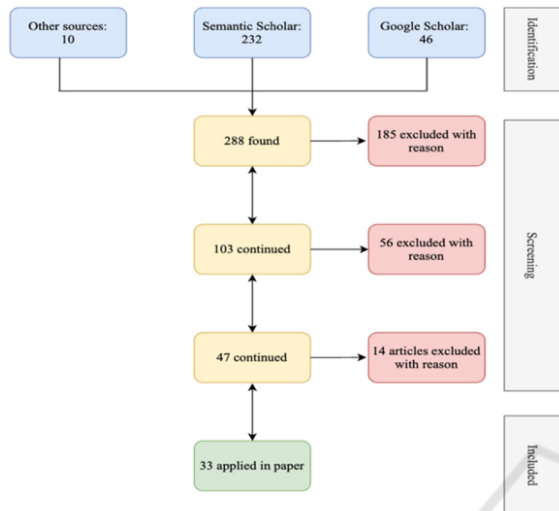 Other sources:
10
Semantic Scholar:
232
Google Scholar:
46
Identification
288 found
185 excluded with
reason
103 continued
56 excluded with
reason
Screening
47 continued
14 articles excluded
with reason
33 applied in paper
Included